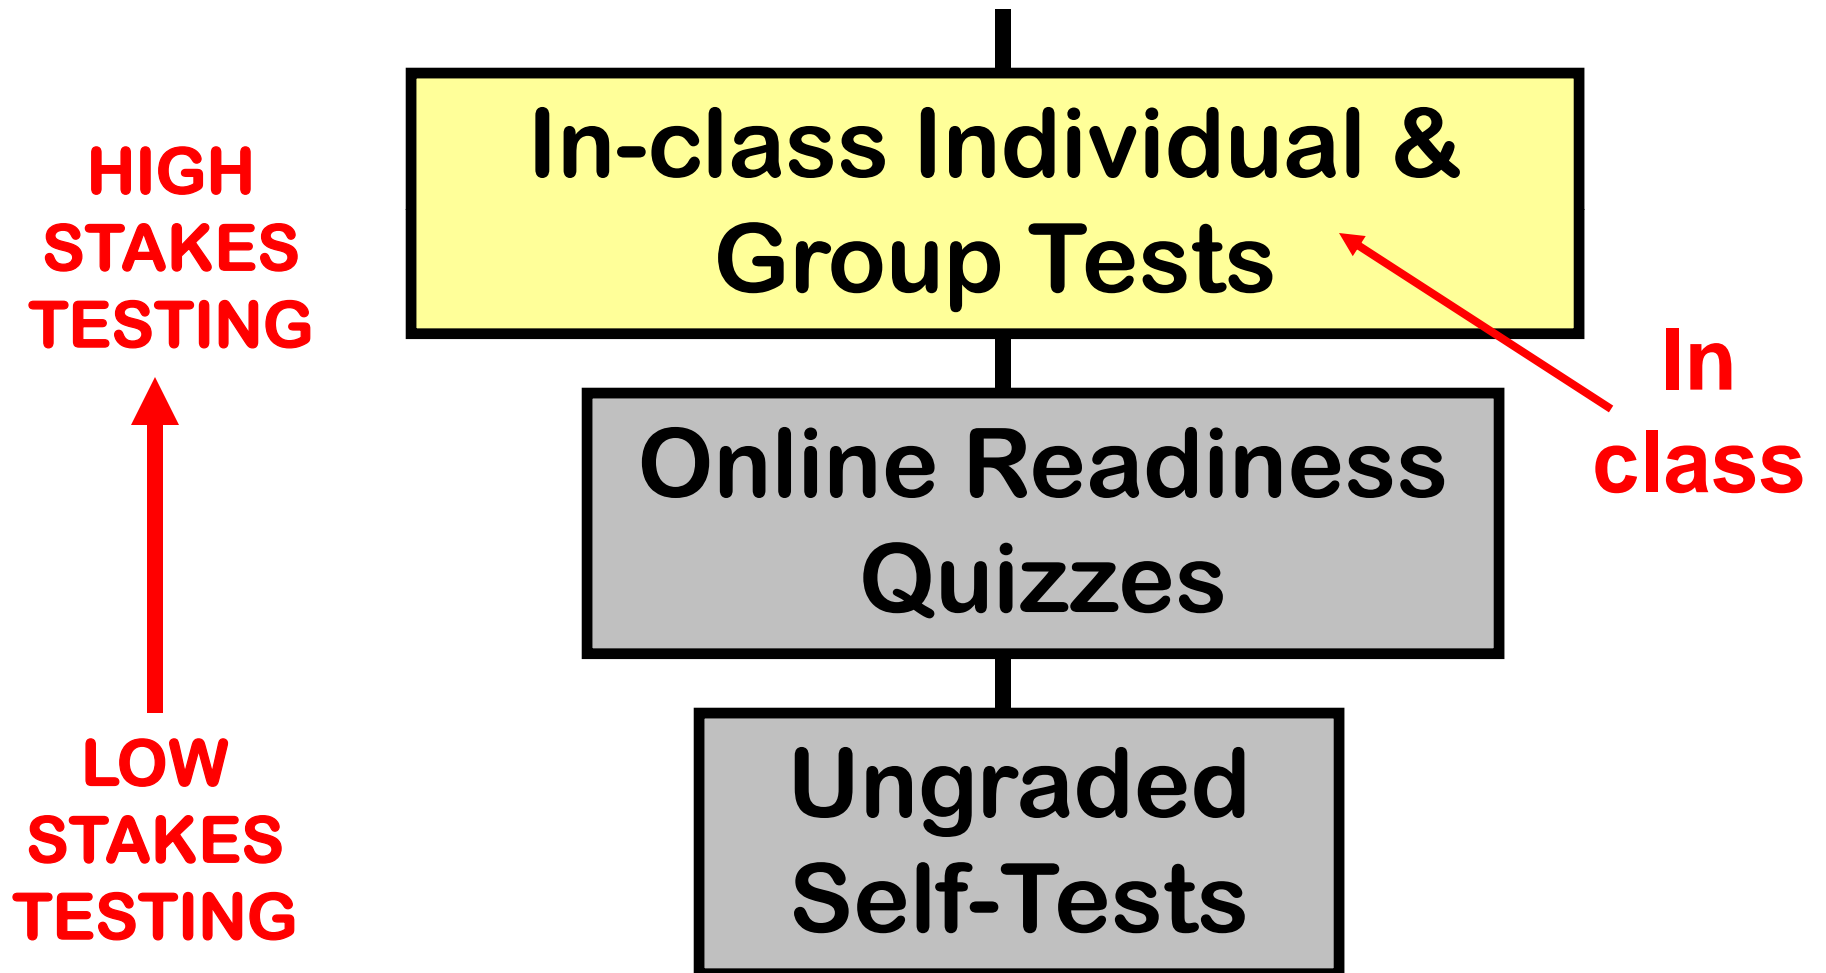 HIGH
STAKES
TESTING
In-class Individual &
Group Tests
In
class
Online Readiness
Quizzes
LOW
STAKES
TESTING
Ungraded
Self-Tests